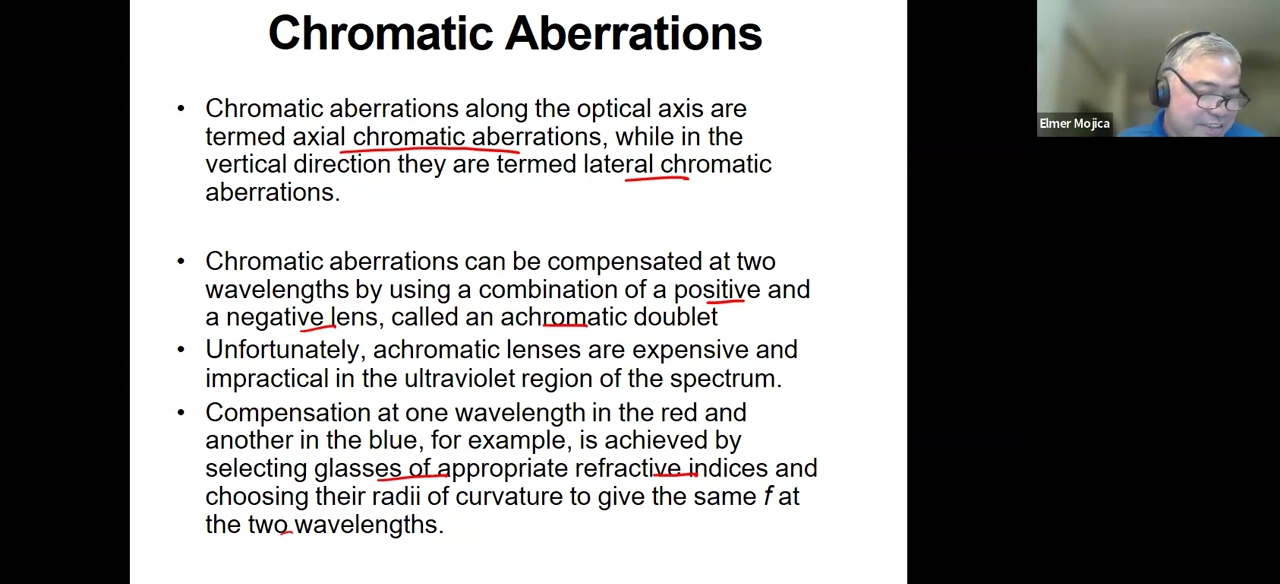 Chromatic Aberrations
• Chromatic aberrations along the optical axis are
termed axial chromatic aberrations, while in the
vertical direction they are termed lateral chromatic
aberrations.
• Chromatic aberrations can be compensated at two
wavelengths by using a combination of a positive and
a negative lens, called an achromatic doublet
• Unfortunately, achromatic lenses are expensive and
impractical in the ultraviolet region of the spectrum.
• Compensation at one wavelength in the red and
another in the blue, for example, is achieved by
selecting glasses of appropriate refractive indices and
choosing their radii of curvature to give the same f at
the two wavelengths.
Elmer Mojica